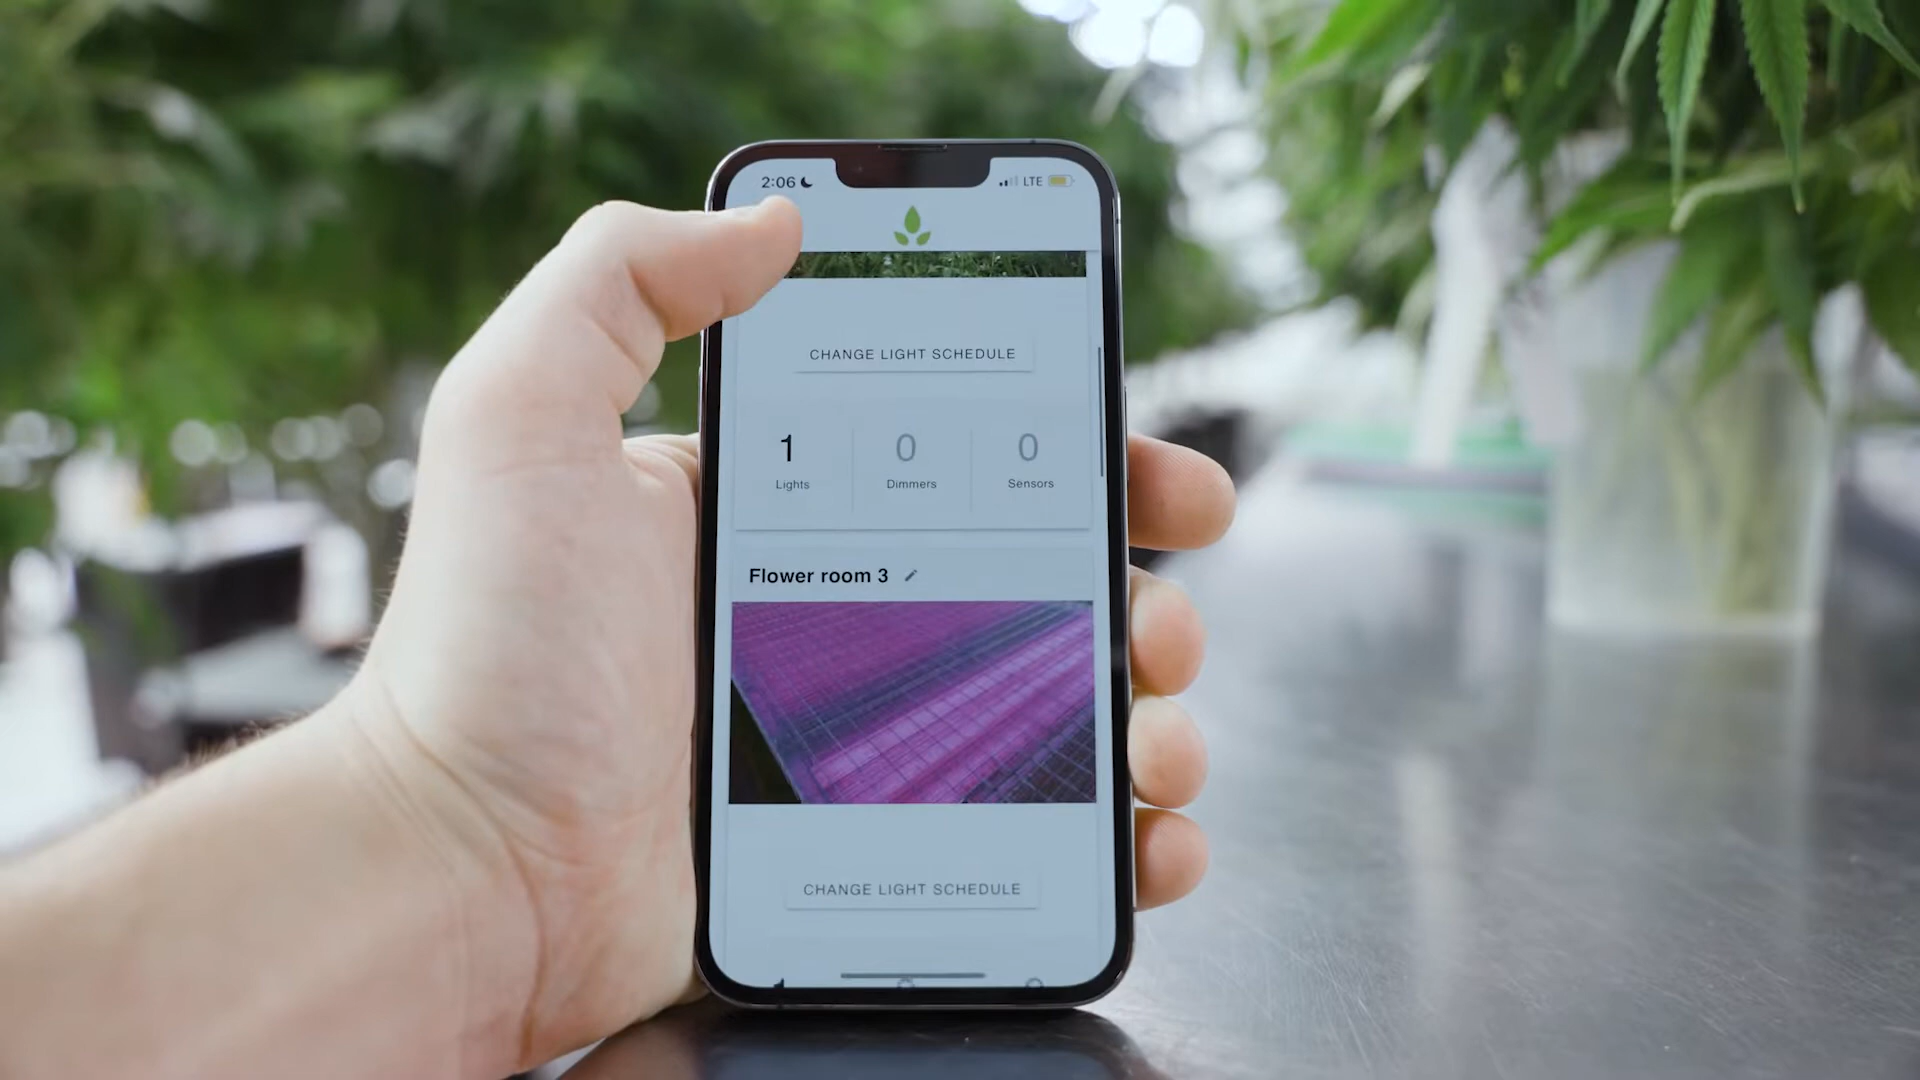 2:06 LTE
CHANGE LIGHT SCHEDULE
1 0 0
Lights Dimmers Sensors
Flower room 3
CHANGE LIGHT SCHEDULE